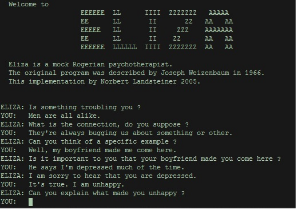 Welcome to
EEEEEE LL IIII ZZZZZZZ AAAAA
EE LL II ZZ AA AA
EEEEE LL II ZZZ AAAAAAA
EE LL II ZZ AA AA
EEEEEE LLLLLL IIII ZZZZZZZ AA AA
Eliza is a mock Rogerian psychotherapist.
The original program was described by Joseph Weizenbaum in 1966.
This implementation by Norbert Landsteiner 2005.
ELIZA: Is something troubling you ?
YOU: Men are all alike.
ELIZA: What is the connection, do you suppose ?
YOU: They're always bugging us about something or other.
ELIZA: Can you think of a specific example ?
YOU: Well, my boyfriend made me come here.
ELIZA: Is it important to you that your boyfriend made you come here ?
YOU: He says I'm depressed much of the time.
ELIZA: I am sorry to hear that you are depressed.
YOU: It's true. I am unhappy.
ELIZA: Can you explain what made you unhappy ?
YOU: